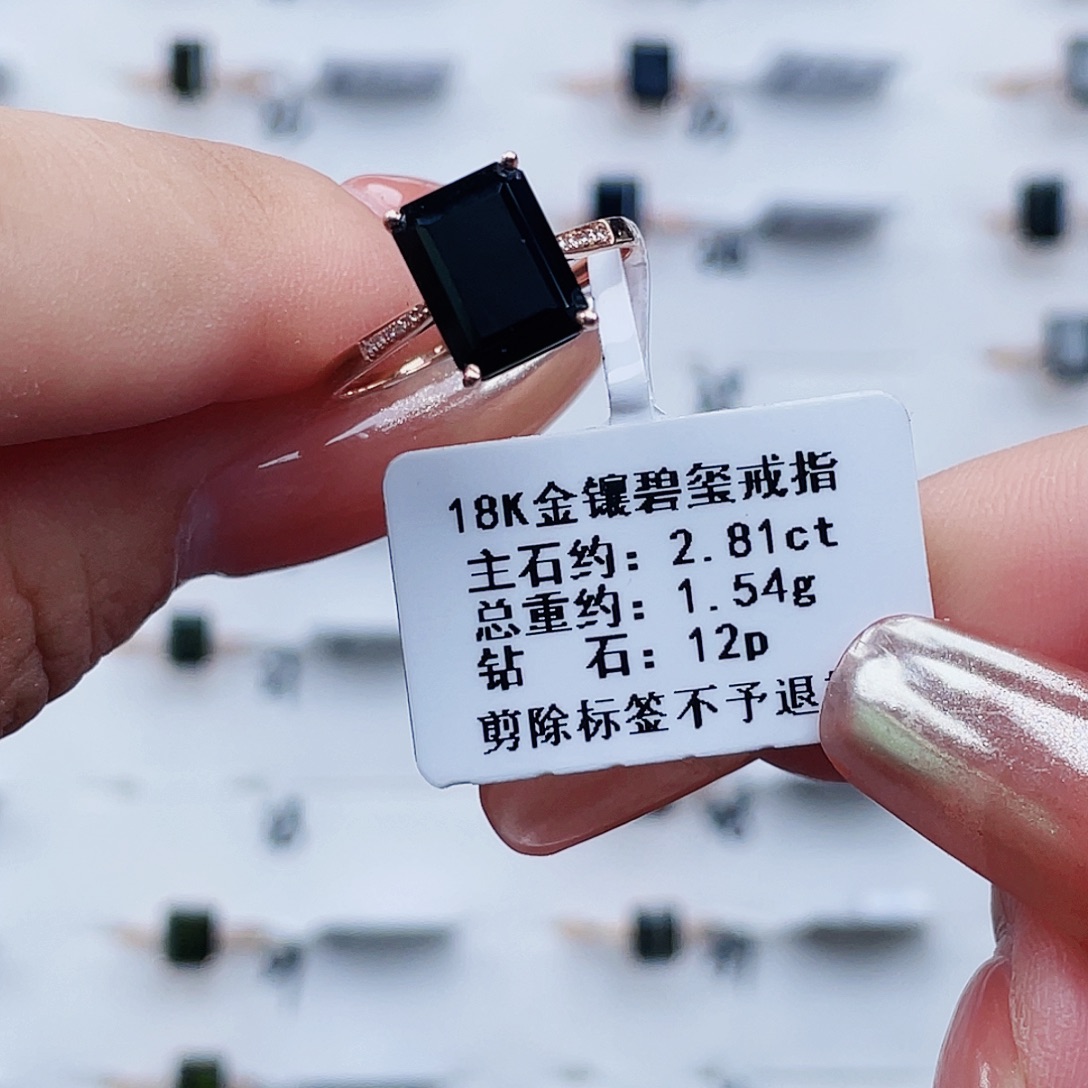 18K金镶碧玺戒指
主石约: 2.81ct
总重约: 1.54g
钻 石: 12p
剪除标签不予退